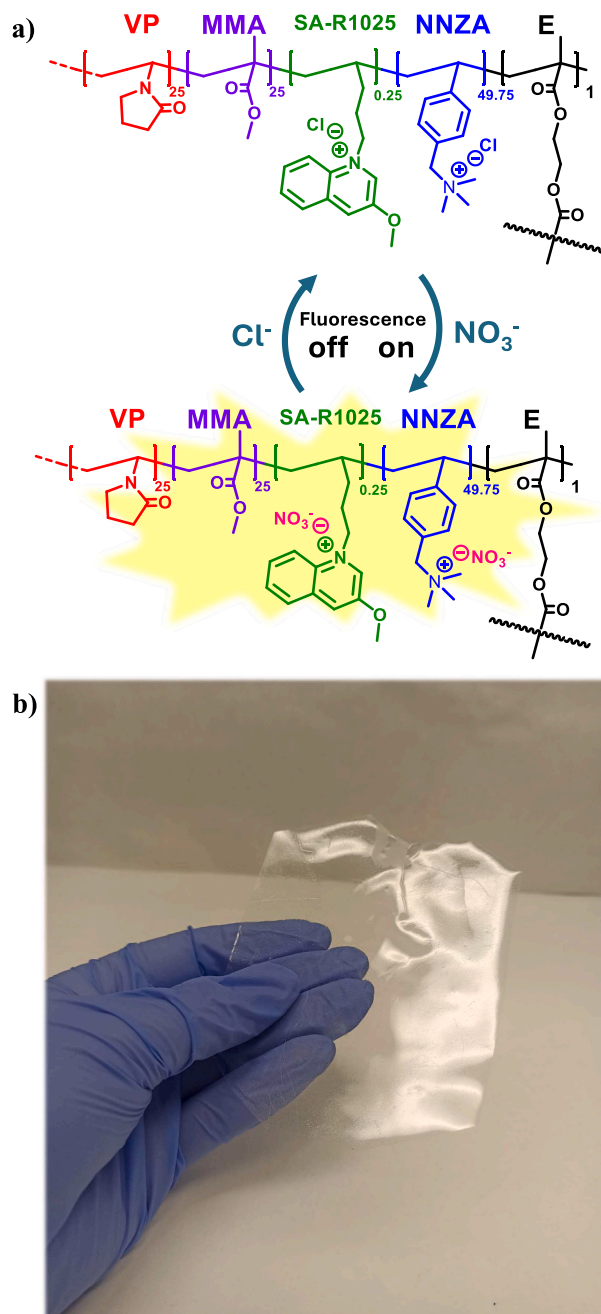 a)
VP MMA SA-R1025 NNZA E
25 25 0.25 49.75 1
N O O O Cl ⊖ ⊕ N O ⊕ N ⊖ Cl O O O O
Cl⁻ Fluorescence off on NO₃⁻
VP MMA SA-R1025 NNZA E
25 25 0.25 49.75 1
N O O O NO₃⁻ ⊖ ⊕ N O ⊕ N ⊖ NO₃⁻ O O O O
b)